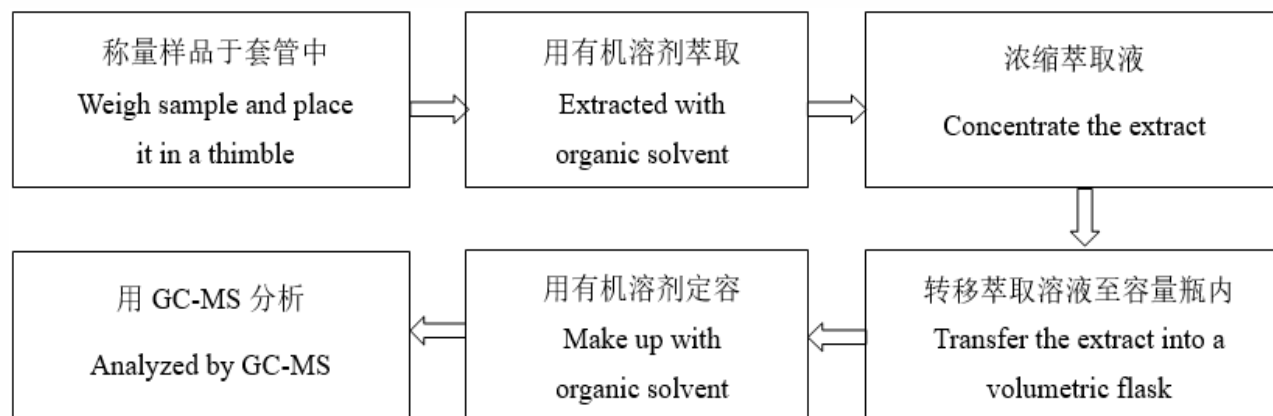 称量样品于套管中
Weigh sample and place
it in a thimble
用有机溶剂萃取
Extracted with
organic solvent
浓缩萃取液
Concentrate the extract
转移萃取溶液至容量瓶内
Transfer the extract into a
volumetric flask
用有机溶剂定容
Make up with
organic solvent
用 GC-MS 分析
Analyzed by GC-MS